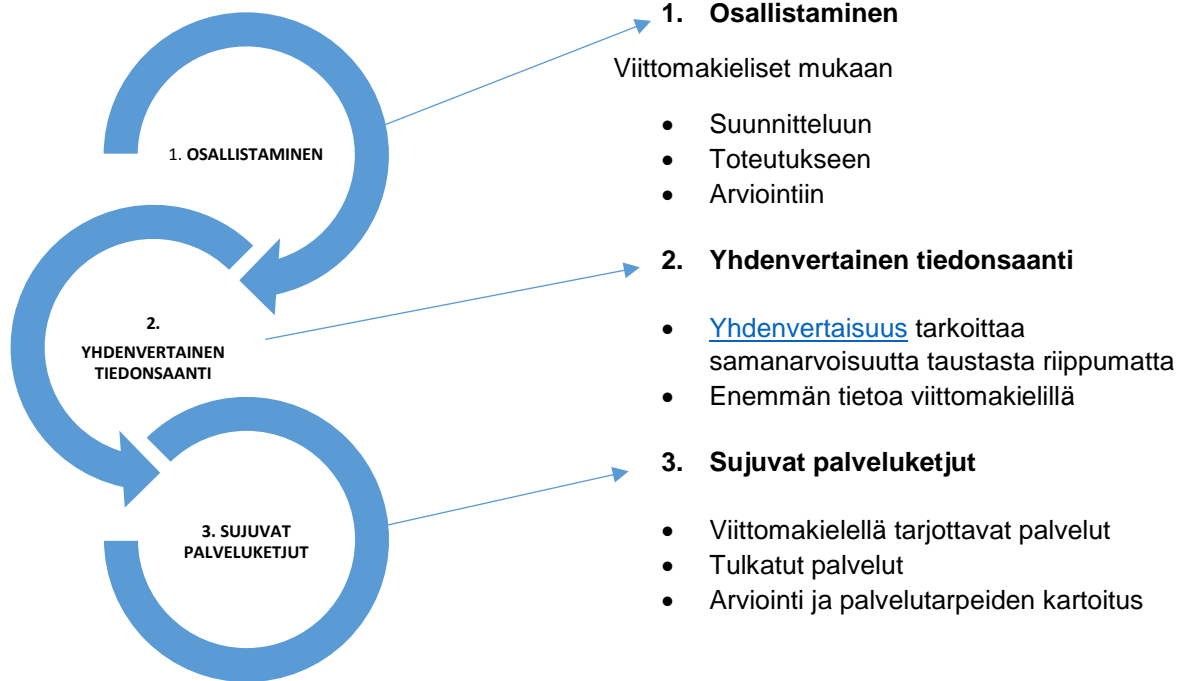 1. OSALLISTAMINEN
2.
YHDENVERTAINEN
TIEDONSAANTI
3. SUJUVAT
PALVELUKETJUT
1. Osallistaminen
Viittomakieliset mukaan
• Suunnitteluun
• Toteutukseen
• Arviointiin
2. Yhdenvertainen tiedonsaanti
• Yhdenvertaisuus tarkoittaa
samanarvoisuutta taustasta riippumatta
• Enemmän tietoa viittomakielillä
3. Sujuvat palveluketjut
• Viittomakielellä tarjottavat palvelut
• Tulkatut palvelut
• Arviointi ja palvelutarpeiden kartoitus